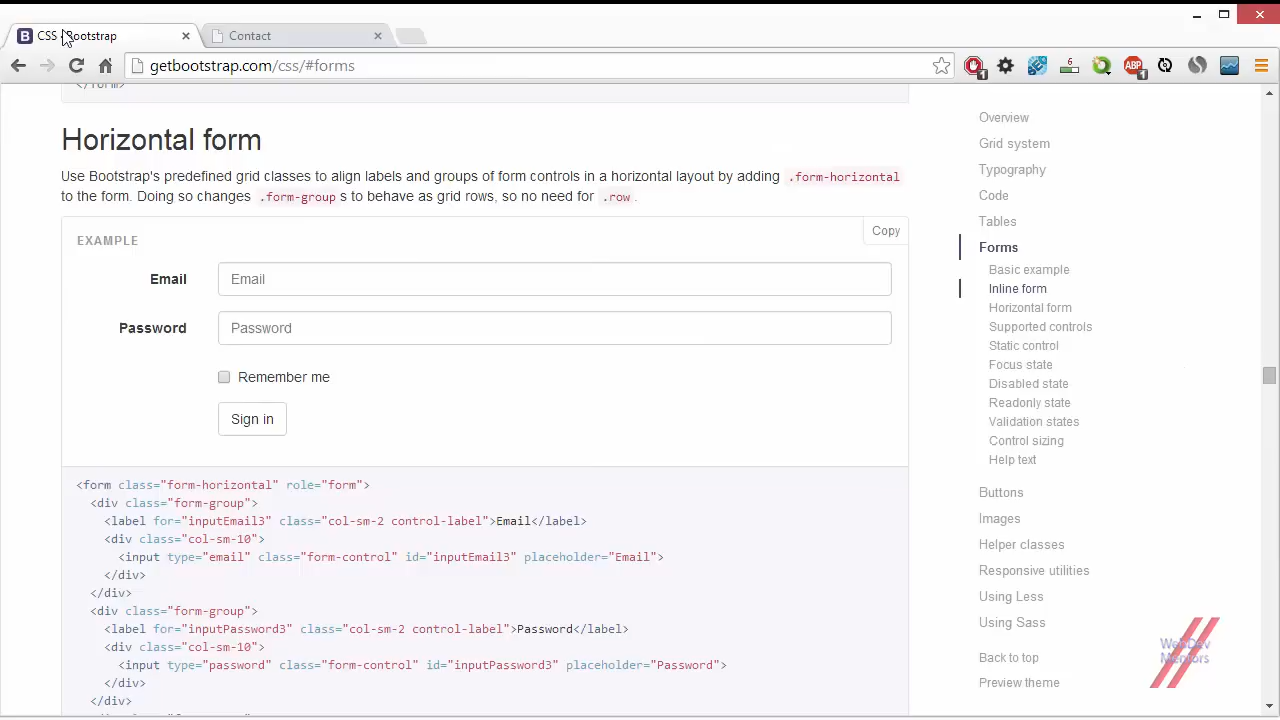 CSS · Bootstrap
Contact
getbootstrap.com/css/#forms
1
6
ABP
1
</form>
Horizontal form
Use Bootstrap's predefined grid classes to align labels and groups of form controls in a horizontal layout by adding .form-horizontal
to the form. Doing so changes .form-group s to behave as grid rows, so no need for .row .
EXAMPLE
Copy
Email
Email
Password
Password
Remember me
Sign in
<form class="form-horizontal" role="form">
<div class="form-group">
<label for="inputEmail3" class="col-sm-2 control-label">Email</label>
<div class="col-sm-10">
<input type="email" class="form-control" id="inputEmail3" placeholder="Email">
</div>
</div>
<div class="form-group">
<label for="inputPassword3" class="col-sm-2 control-label">Password</label>
<div class="col-sm-10">
<input type="password" class="form-control" id="inputPassword3" placeholder="Password">
</div>
</div>
Overview
Grid system
Typography
Code
Tables
Forms
Basic example
Inline form
Horizontal form
Supported controls
Static control
Focus state
Disabled state
Readonly state
Validation states
Control sizing
Help text
Buttons
Images
Helper classes
Responsive utilities
Using Less
Using Sass
Back to top
Preview theme
WebDev
Mentors